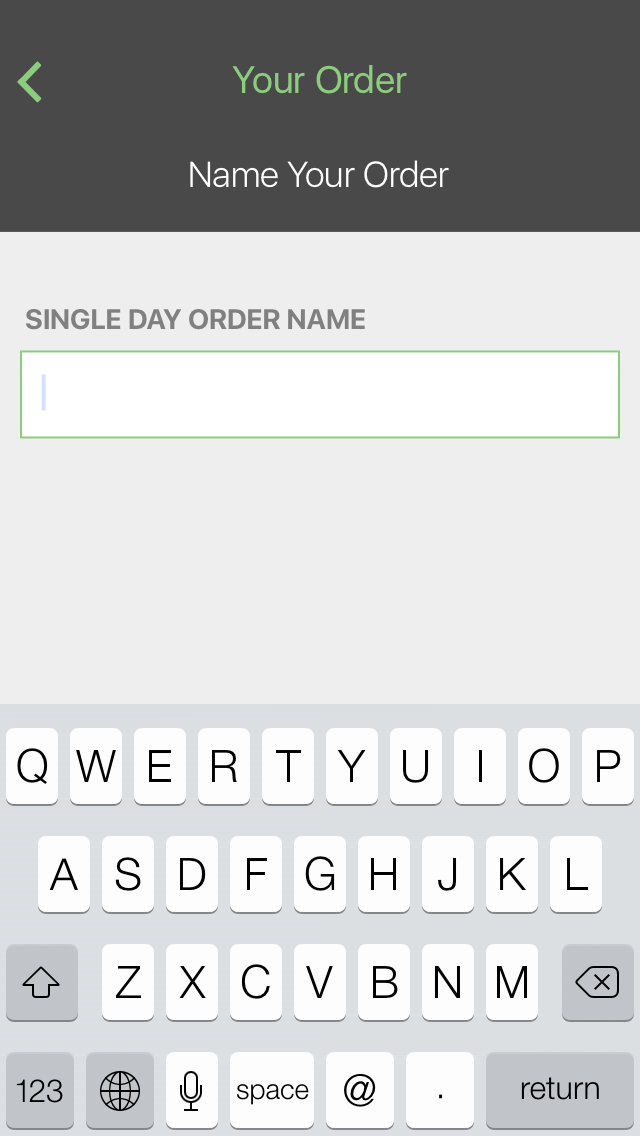 Your Order
Name Your Order
SINGLE DAY ORDER NAME
Q W E R T Y U I O P
A S D F G H J K L
Z X C V B N M
123 space @ . return